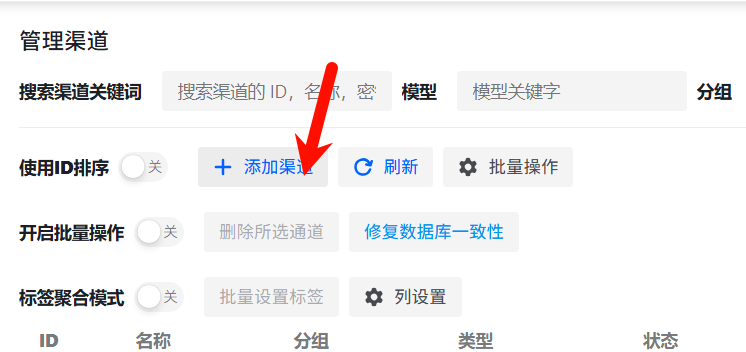 管理渠道
搜索渠道关键词 搜索渠道的 ID，名称，密 模型 模型关键字 分组
使用ID排序 关 添加渠道 刷新 批量操作
开启批量操作 关 删除所选通道 修复数据库一致性
标签聚合模式 关 批量设置标签 列设置
ID 名称 分组 类型 状态